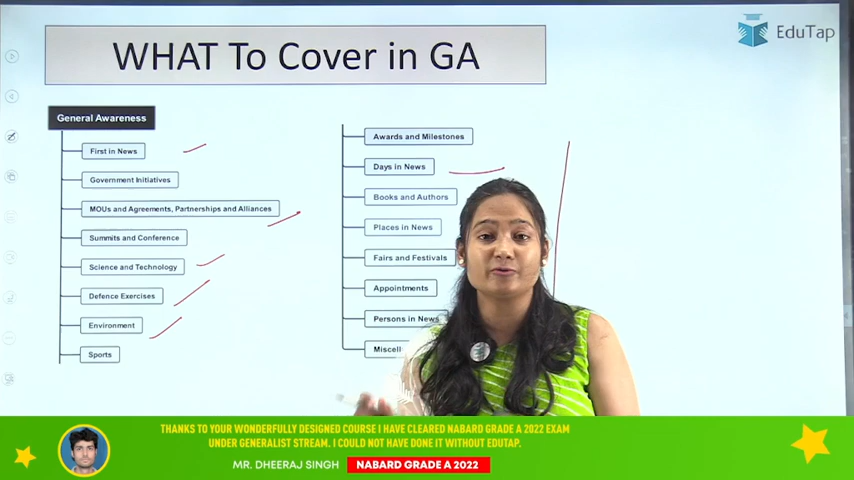 WHAT To Cover in GA
EduTap
General Awareness
First in News
Government Initiatives
MOUs and Agreements, Partnerships and Alliances
Summits and Conference
Science and Technology
Defence Exercises
Environment
Sports
Awards and Milestones
Days in News
Books and Authors
Places in News
Fairs and Festivals
Appointments
Persons in News
THANKS TO YOUR WONDERFULLY DESIGNED COURSE I HAVE CLEARED NABARD GRADE A 2022 EXAM
UNDER GENERALIST STREAM. I COULD NOT HAVE DONE IT WITHOUT EDUTAP.
MR. DHEERAJ SINGH NABARD GRADE A 2022